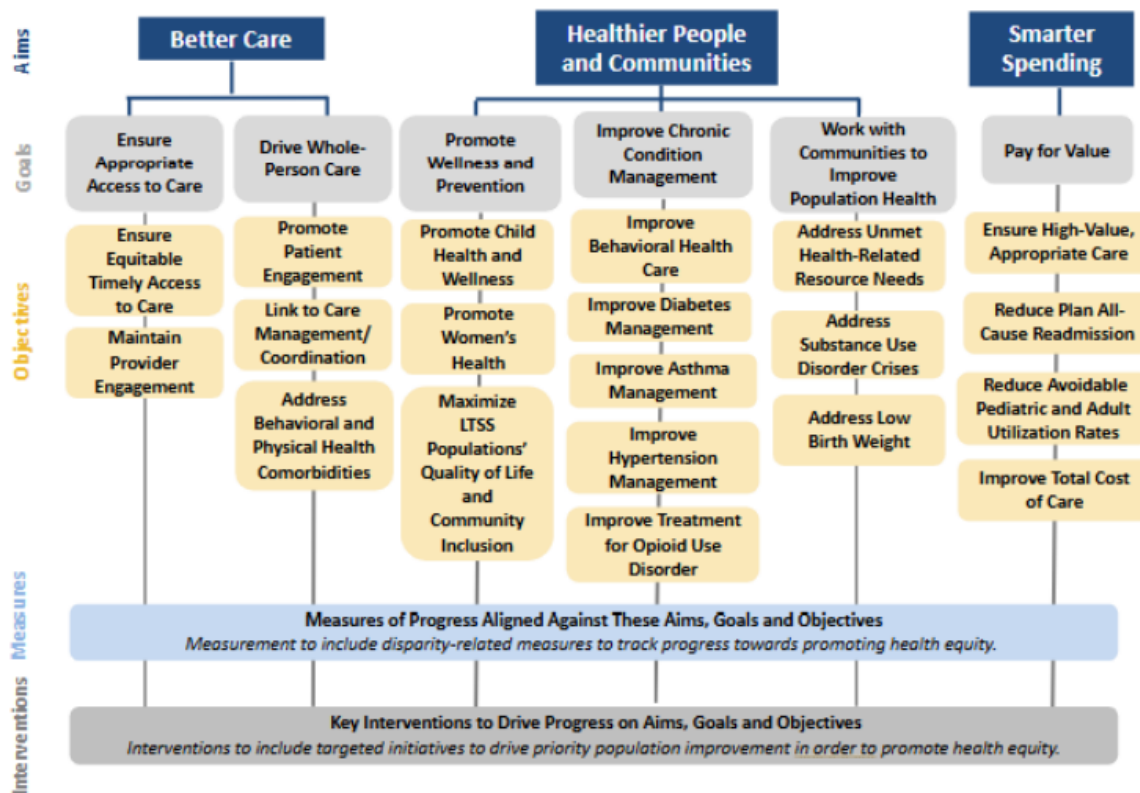 Aims
Better Care
Healthier People
and Communities
Smarter
Spending
Goals
Ensure
Appropriate
Access to Care
Drive Whole-
Person Care
Promote
Wellness and
Prevention
Improve Chronic
Condition
Management
Work with
Communities to
Improve
Population Health
Pay for Value
Objectives
Ensure
Equitable
Timely Access
to Care
Maintain
Provider
Engagement
Promote
Patient
Engagement
Link to Care
Management/
Coordination
Address
Behavioral and
Physical Health
Comorbidities
Promote Child
Health and
Wellness
Promote
Women's
Health
Maximize
LTSS
Populations'
Quality of Life
and
Community
Inclusion
Improve
Behavioral Health
Care
Improve Diabetes
Management
Improve Asthma
Management
Improve
Hypertension
Management
Improve Treatment
for Opioid Use
Disorder
Address Unmet
Health-Related
Resource Needs
Address
Substance Use
Disorder Crises
Address Low
Birth Weight
Ensure High-Value,
Appropriate Care
Reduce Plan All-
Cause Readmission
Reduce Avoidable
Pediatric and Adult
Utilization Rates
Improve Total Cost
of Care
Measures
Measures of Progress Aligned Against These Aims, Goals and Objectives
Measurement to include disparity-related measures to track progress towards promoting health equity.
Interventions
Key Interventions to Drive Progress on Aims, Goals and Objectives
Interventions to include targeted initiatives to drive priority population improvement in order to promote health equity.